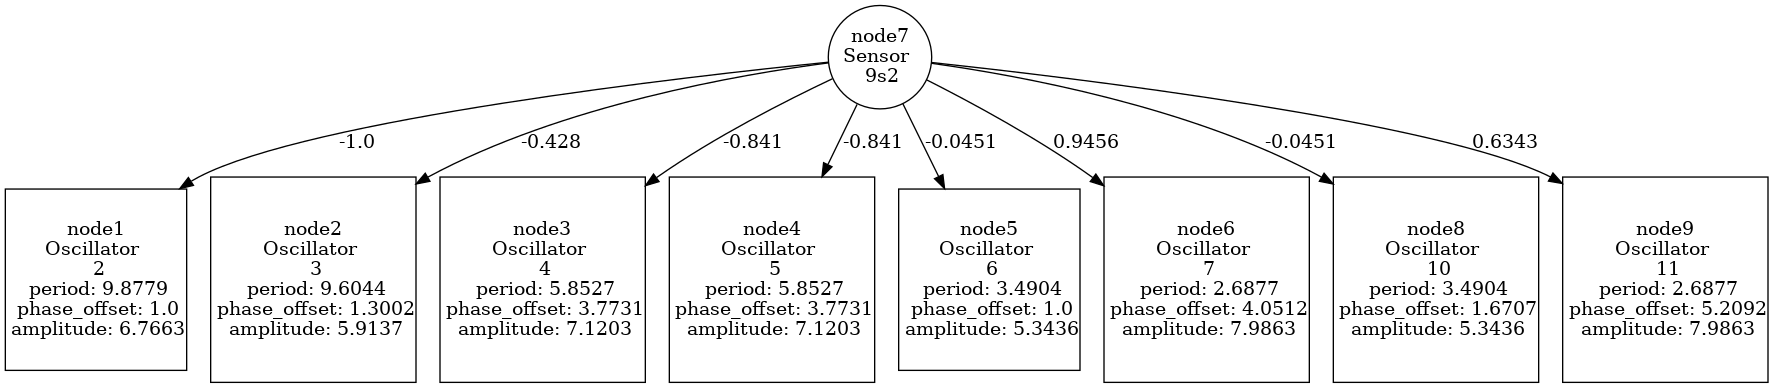 node7
Sensor
9s2
-1.0
-0.428
-0.841
-0.841
-0.0451
0.9456
-0.0451
0.6343
node1
Oscillator
2
period: 9.8779
phase_offset: 1.0
amplitude: 6.7663
node2
Oscillator
3
period: 9.6044
phase_offset: 1.3002
amplitude: 5.9137
node3
Oscillator
4
period: 5.8527
phase_offset: 3.7731
amplitude: 7.1203
node4
Oscillator
5
period: 5.8527
phase_offset: 3.7731
amplitude: 7.1203
node5
Oscillator
6
period: 3.4904
phase_offset: 1.0
amplitude: 5.3436
node6
Oscillator
7
period: 2.6877
phase_offset: 4.0512
amplitude: 7.9863
node8
Oscillator
10
period: 3.4904
phase_offset: 1.6707
amplitude: 5.3436
node9
Oscillator
11
period: 2.6877
phase_offset: 5.2092
amplitude: 7.9863